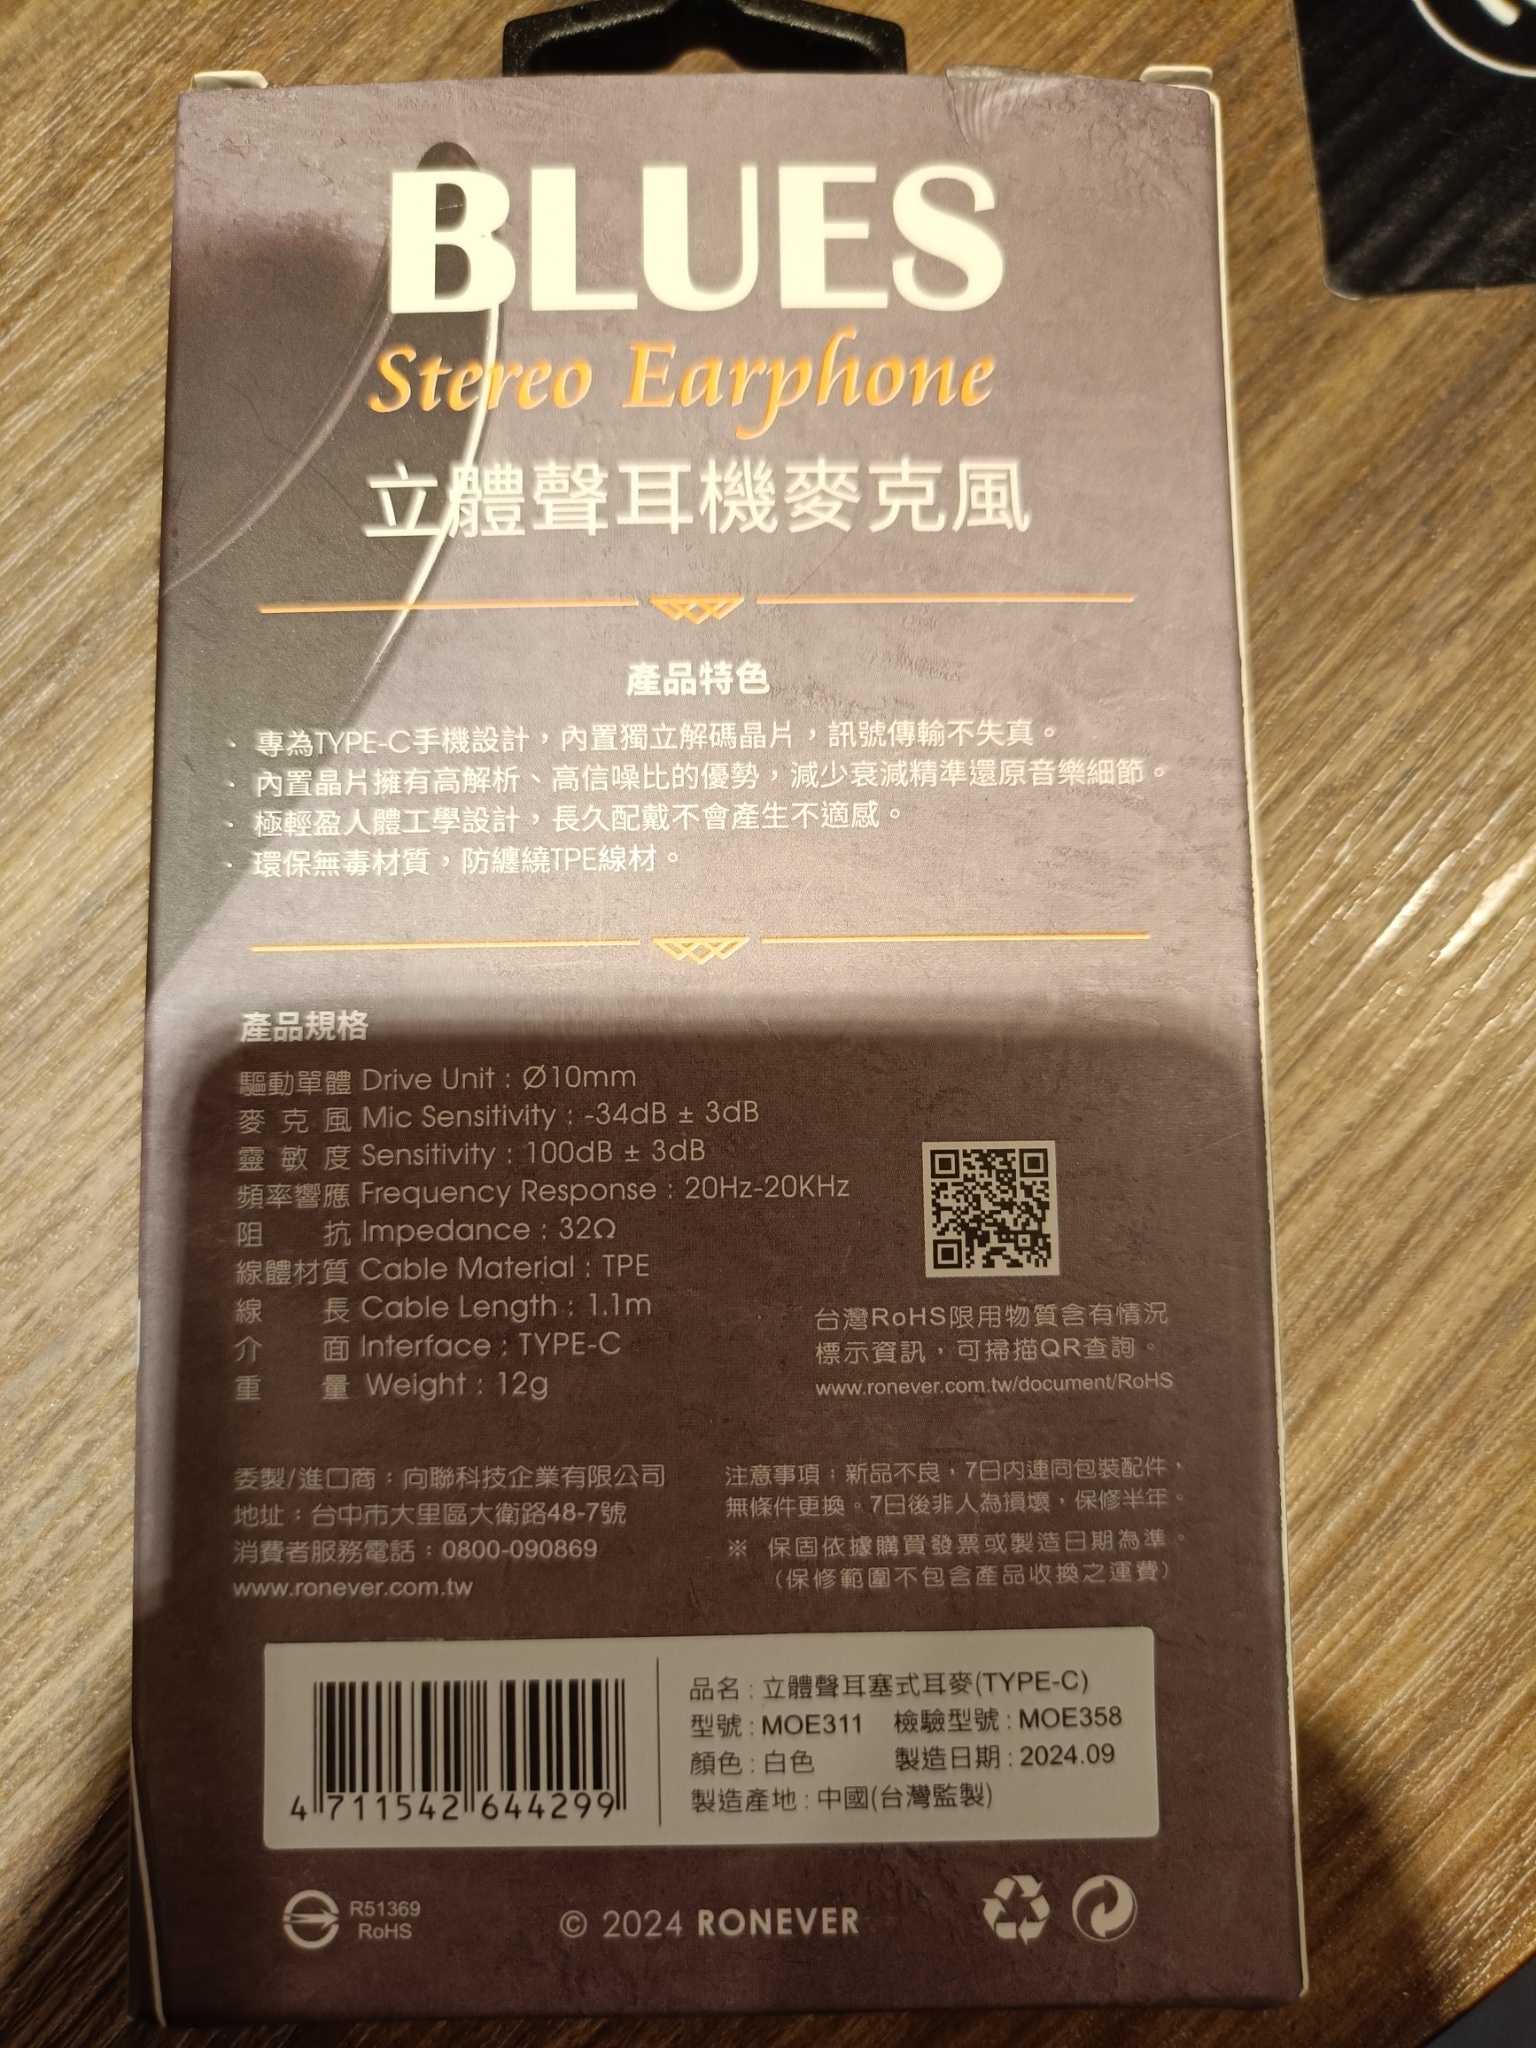 BLUES
Stereo Earphone
立體聲耳機麥克風
產品特色
· 專為TYPE-C手機設計，內置獨立解碼晶片，訊號傳輸不失真。
· 內置晶片擁有高解析、高信噪比的優勢，減少衰減精準還原音樂細節。
· 極輕盈人體工學設計，長久配戴不會產生不適感。
· 環保無毒材質，防纏繞TPE線材。
產品規格
驅動單體 Drive Unit : Ø10mm
麥克風 Mic Sensitivity : -34dB ± 3dB
靈敏度 Sensitivity : 100dB ± 3dB
頻率響應 Frequency Response : 20Hz-20KHz
阻抗 Impedance : 32Ω
線體材質 Cable Material : TPE
線長 Cable Length : 1.1m
介面 Interface : TYPE-C
重量 Weight : 12g
台灣RoHS限用物質含有情況
標示資訊，可掃描QR查詢。
www.ronever.com.tw/document/RoHS
委製/進口商：向聯科技企業有限公司
地址：台中市大里區大衛路48-7號
消費者服務電話：0800-090869
www.ronever.com.tw
注意事項：新品不良，7日內連同包裝配件，
無條件更換。7日後非人為損壞，保修半年。
※ 保固依據購買發票或製造日期為準。
(保修範圍不包含產品收換之運費)
4 711542 644299
品名 : 立體聲耳塞式耳麥(TYPE-C)
型號 : MOE311 檢驗型號 : MOE358
顏色 : 白色 製造日期 : 2024.09
製造產地 : 中國(台灣監製)
R51369
RoHS
© 2024 RONEVER